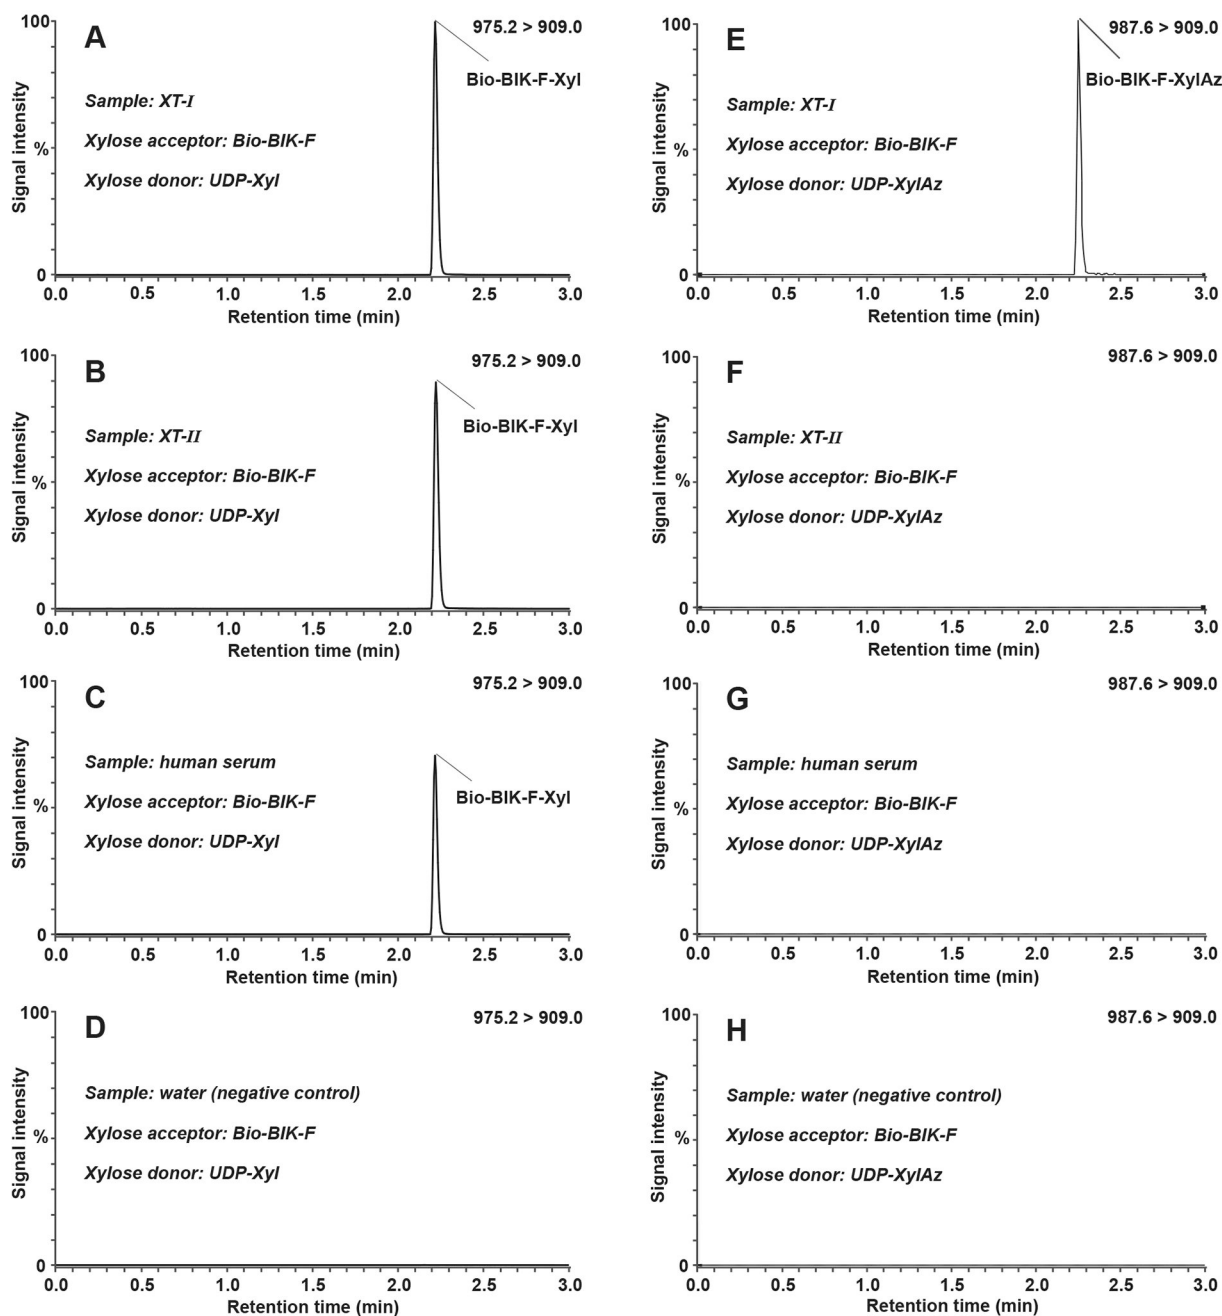 A
975.2 > 909.0
Bio-BIK-F-Xyl
Sample: XT-I
Xylose acceptor: Bio-BIK-F
Xylose donor: UDP-Xyl
Signal intensity
100
%
0
0.0 0.5 1.0 1.5 2.0 2.5 3.0
Retention time (min)
E
987.6 > 909.0
Bio-BIK-F-XylAz
Sample: XT-I
Xylose acceptor: Bio-BIK-F
Xylose donor: UDP-XylAz
Signal intensity
100
%
0
0.0 0.5 1.0 1.5 2.0 2.5 3.0
Retention time (min)
B
975.2 > 909.0
Bio-BIK-F-Xyl
Sample: XT-II
Xylose acceptor: Bio-BIK-F
Xylose donor: UDP-Xyl
Signal intensity
100
%
0
0.0 0.5 1.0 1.5 2.0 2.5 3.0
Retention time (min)
F
987.6 > 909.0
Sample: XT-II
Xylose acceptor: Bio-BIK-F
Xylose donor: UDP-XylAz
Signal intensity
100
%
0
0.0 0.5 1.0 1.5 2.0 2.5 3.0
Retention time (min)
C
975.2 > 909.0
Bio-BIK-F-Xyl
Sample: human serum
Xylose acceptor: Bio-BIK-F
Xylose donor: UDP-Xyl
Signal intensity
100
%
0
0.0 0.5 1.0 1.5 2.0 2.5 3.0
Retention time (min)
G
987.6 > 909.0
Sample: human serum
Xylose acceptor: Bio-BIK-F
Xylose donor: UDP-XylAz
Signal intensity
100
%
0
0.0 0.5 1.0 1.5 2.0 2.5 3.0
Retention time (min)
D
975.2 > 909.0
Sample: water (negative control)
Xylose acceptor: Bio-BIK-F
Xylose donor: UDP-Xyl
Signal intensity
100
%
0
0.0 0.5 1.0 1.5 2.0 2.5 3.0
Retention time (min)
H
987.6 > 909.0
Sample: water (negative control)
Xylose acceptor: Bio-BIK-F
Xylose donor: UDP-XylAz
Signal intensity
100
%
0
0.0 0.5 1.0 1.5 2.0 2.5 3.0
Retention time (min)